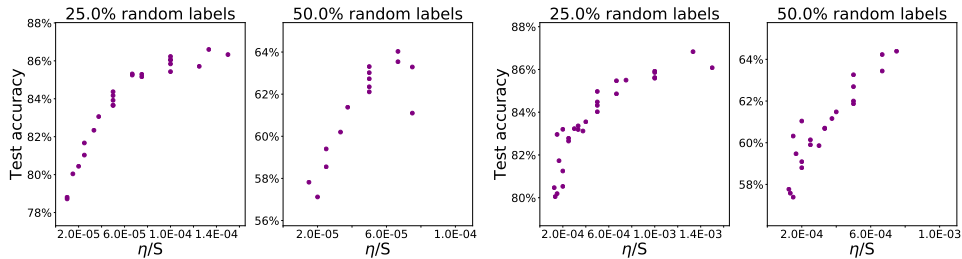 25.0% random labels
Test accuracy
88%
86%
84%
82%
80%
78%
2.0E-05 6.0E-05 1.0E-04 1.4E-04
η/S
50.0% random labels
64%
62%
60%
58%
56%
2.0E-05 6.0E-05 1.0E-04
η/S
25.0% random labels
Test accuracy
88%
86%
84%
82%
80%
2.0E-04 6.0E-04 1.0E-03 1.4E-03
η/S
50.0% random labels
64%
62%
60%
58%
2.0E-04 6.0E-04 1.0E-03
η/S